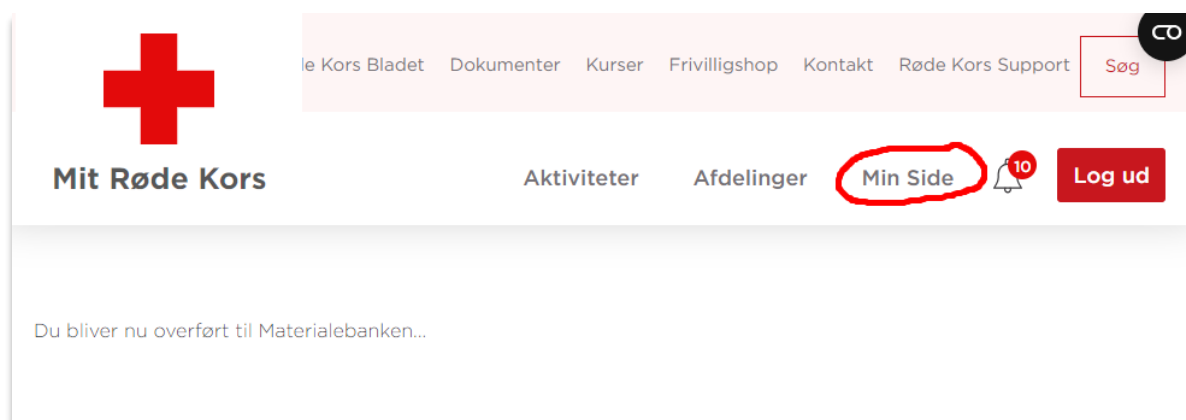 Kors Bladet Dokumenter Kurser Frivilligshop Kontakt Røde Kors Support Søg
Mit Røde Kors Aktiviteter Afdelinger Min Side 10 Log ud
Du bliver nu overført til Materialebanken...